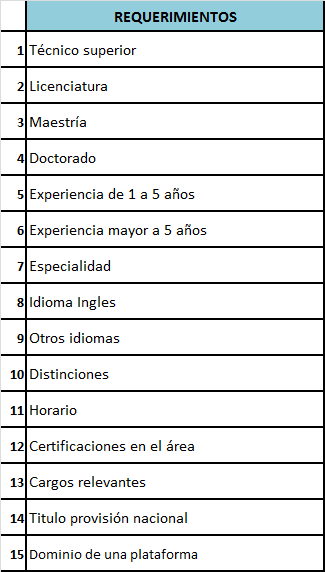 REQUERIMIENTOS
1 Técnico superior
2 Licenciatura
3 Maestría
4 Doctorado
5 Experiencia de 1 a 5 años
6 Experiencia mayor a 5 años
7 Especialidad
8 Idioma Ingles
9 Otros idiomas
10 Distinciones
11 Horario
12 Certificaciones en el área
13 Cargos relevantes
14 Titulo provisión nacional
15 Dominio de una plataforma